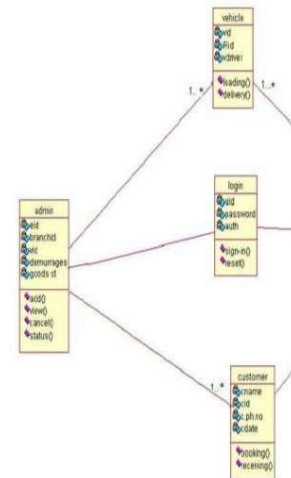 vehicle
vid
Rid
vdriver
loading()
delivery()
1..*
1..*
login
uid
password
auth
sign-in()
reset()
admin
eid
branchid
vid
demurrages
goods st
add()
view()
cancel()
status()
1..*
customer
cname
cid
c.ph.no
cdate
booking()
receiving()